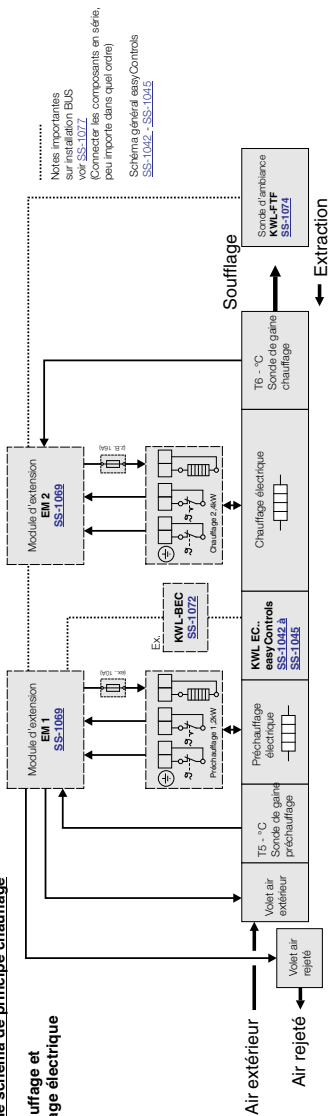 ne schéma de principe chauffage
uffage et
age électrique
Notes importantes
sur installation BUS
voir SS-1077
(Connecter les composants en série,
peu importe dans quel ordre)
Schéma général easyControls
SS-1042 - SS-1045
Module d'extension
EM 1
SS-1069
Module d'extension
EM 2
SS-1069
Préchauffage 1,2kW
Ex.
KWL-BEC
SS-1072
Chauffage 2,4kW
(p.B. 16A)
Air extérieur
Air rejeté
Volet air
rejeté
Volet air
extérieur
T5 - °C
Sonde de gaine
préchauffage
Préchauffage
électrique
KWL EC..
easyControls
SS-1042 à
SS-1045
Chauffage électrique
T6 - °C
Sonde de gaine
chauffage
Soufflage
Extraction
Sonde d'ambiance
KWL-FTF
SS-1074